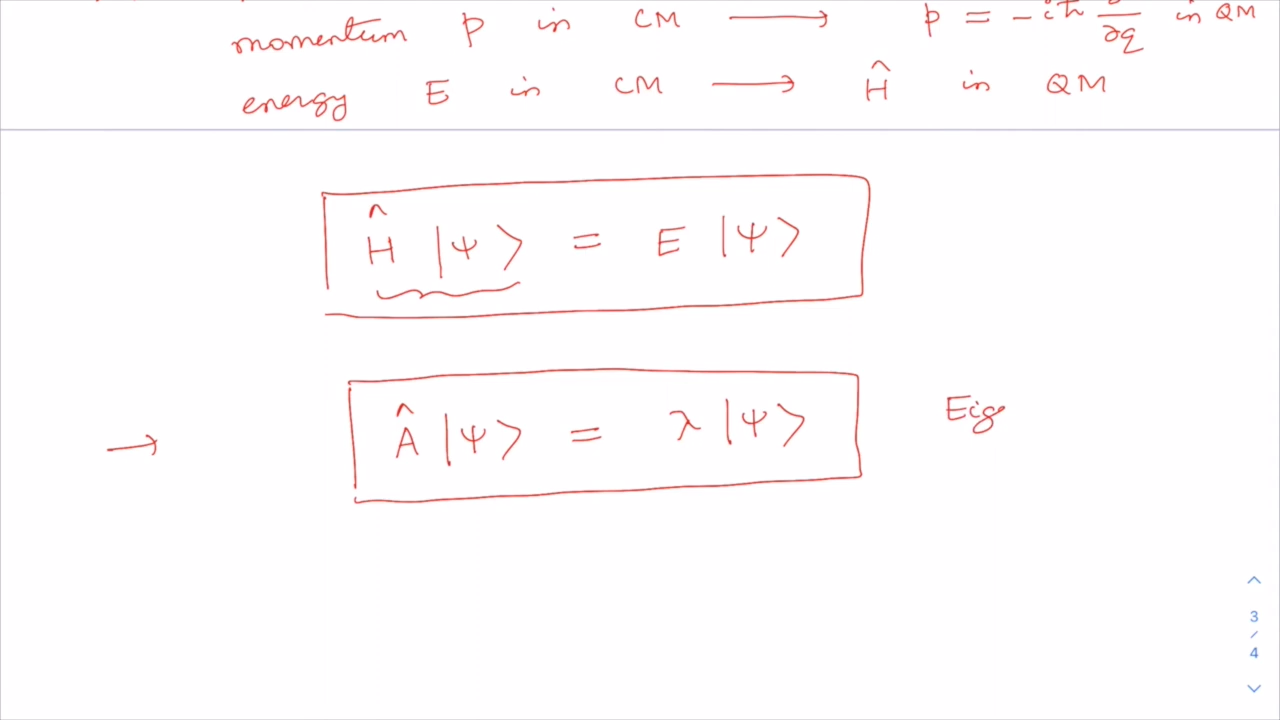 momentum p in CM ⟶ p = -iħ ∂/∂q in QM
energy E in CM ⟶ Ĥ in QM
Ĥ |ψ⟩ = E |ψ⟩
→ Â |ψ⟩ = λ |ψ⟩ Eig
3
/
4